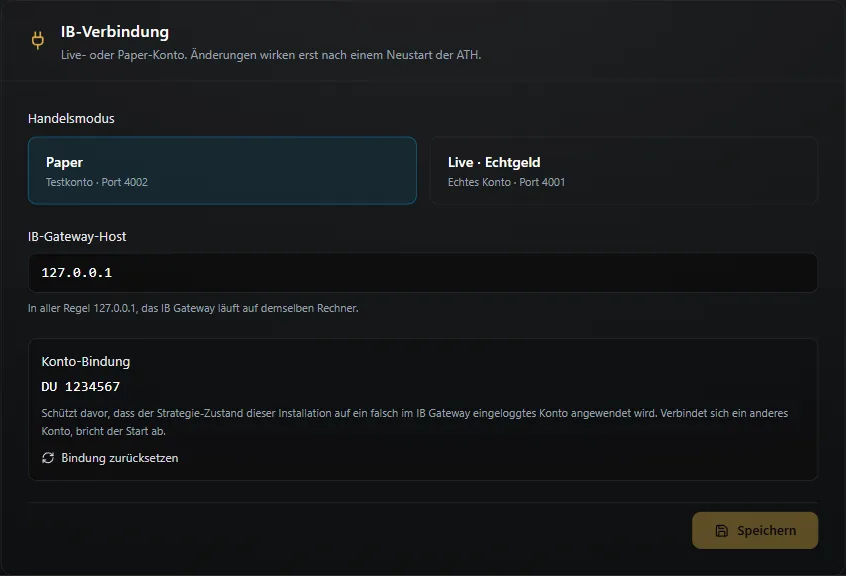 IB-Verbindung
Live- oder Paper-Konto. Änderungen wirken erst nach einem Neustart der ATH.
Handelsmodus
Paper
Testkonto · Port 4002
Live · Echtgeld
Echtes Konto · Port 4001
IB-Gateway-Host
127.0.0.1
In aller Regel 127.0.0.1, das IB Gateway läuft auf demselben Rechner.
Konto-Bindung
DU 1234567
Schützt davor, dass der Strategie-Zustand dieser Installation auf ein falsch im IB Gateway eingeloggtes Konto angewendet wird. Verbindet sich ein anderes
Konto, bricht der Start ab.
Bindung zurücksetzen
Speichern